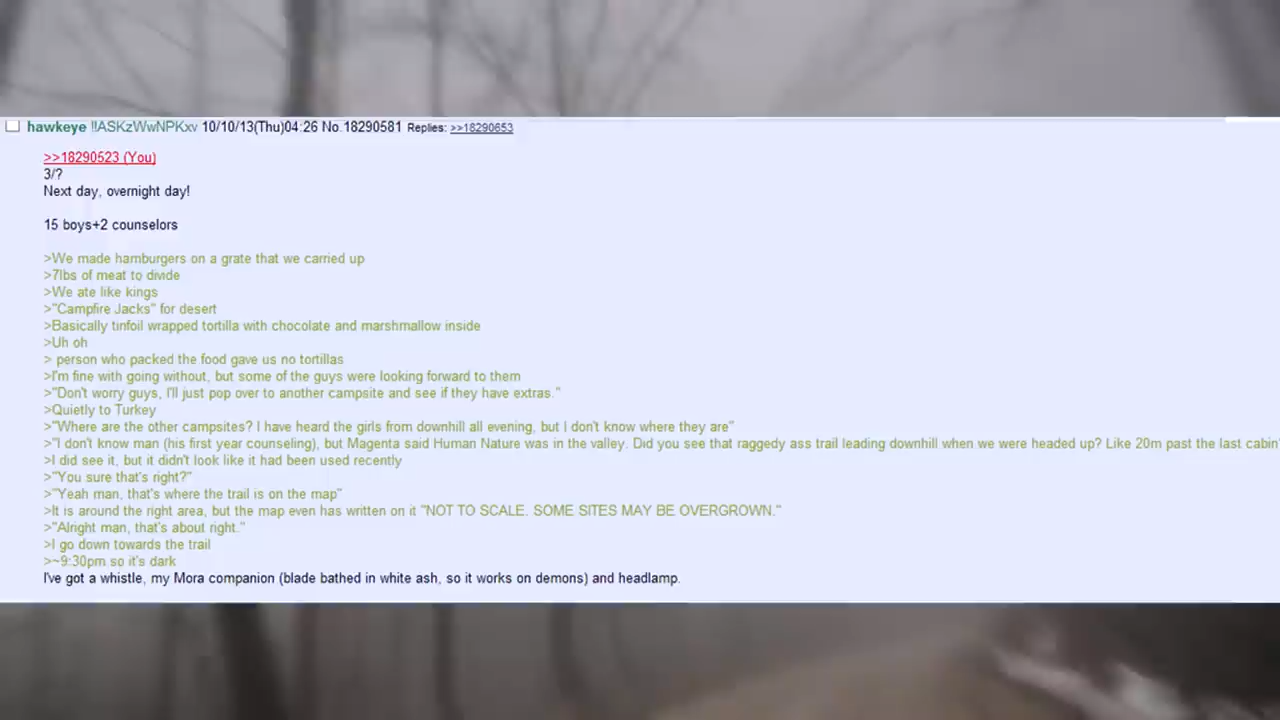 hawkeye !!ASKzWwNPKxv 10/10/13(Thu)04:26 No.18290581 Replies: >>18290653
>>18290523 (You)
3/?
Next day, overnight day!
15 boys+2 counselors
>We made hamburgers on a grate that we carried up
>7lbs of meat to divide
>We ate like kings
>"Campfire Jacks" for desert
>Basically tinfoil wrapped tortilla with chocolate and marshmallow inside
>Uh oh
> person who packed the food gave us no tortillas
>I'm fine with going without, but some of the guys were looking forward to them
>"Don't worry guys, I'll just pop over to another campsite and see if they have extras."
>Quietly to Turkey
>"Where are the other campsites? I have heard the girls from downhill all evening, but I don't know where they are"
>"I don't know man (his first year counseling), but Magenta said Human Nature was in the valley. Did you see that raggedy ass trail leading downhill when we were headed up? Like 20m past the last cabin
>I did see it, but it didn't look like it had been used recently
>"You sure that's right?"
>"Yeah man, that's where the trail is on the map"
>It is around the right area, but the map even has written on it "NOT TO SCALE. SOME SITES MAY BE OVERGROWN."
>"Alright man, that's about right."
>I go down towards the trail
>~9:30pm so it's dark
I've got a whistle, my Mora companion (blade bathed in white ash, so it works on demons) and headlamp.